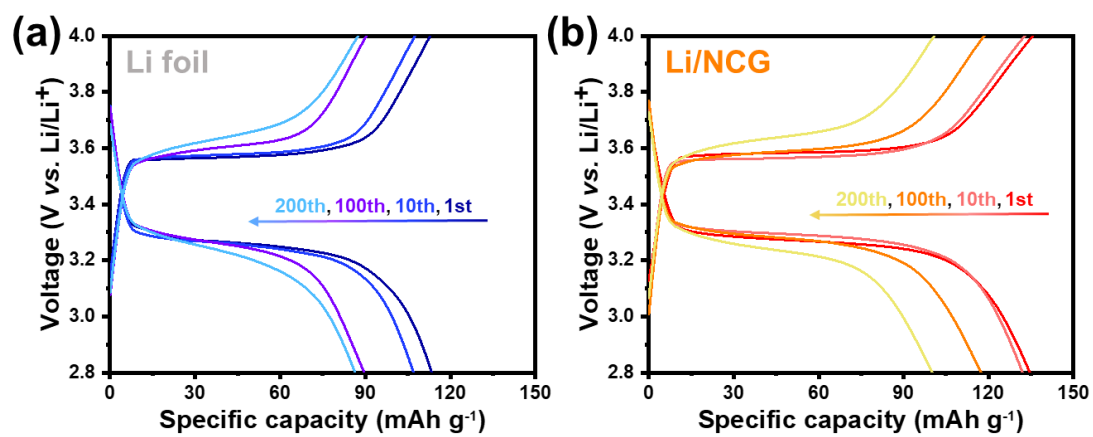 (a)
Li foil
Voltage (V vs. Li/Li⁺)
4.0
3.8
3.6
3.4
3.2
3.0
2.8
200th, 100th, 10th, 1st
0 30 60 90 120 150
Specific capacity (mAh g⁻¹)
(b)
Li/NCG
Voltage (V vs. Li/Li⁺)
4.0
3.8
3.6
3.4
3.2
3.0
2.8
200th, 100th, 10th, 1st
0 30 60 90 120 150
Specific capacity (mAh g⁻¹)